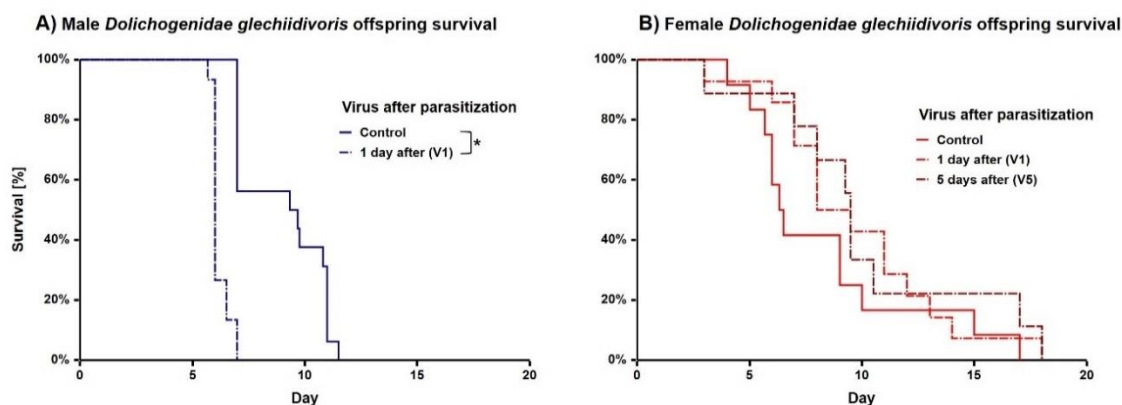 A) Male Dolichogenidae glechiidivoris offspring survival
100%
80%
60%
40%
20%
0%
Survival [%]
0
5
10
15
20
Day
Virus after parasitization
Control
1 day after (V1)
*
B) Female Dolichogenidae glechiidivoris offspring survival
100%
80%
60%
40%
20%
0%
0
5
10
15
20
Day
Virus after parasitization
Control
1 day after (V1)
5 days after (V5)